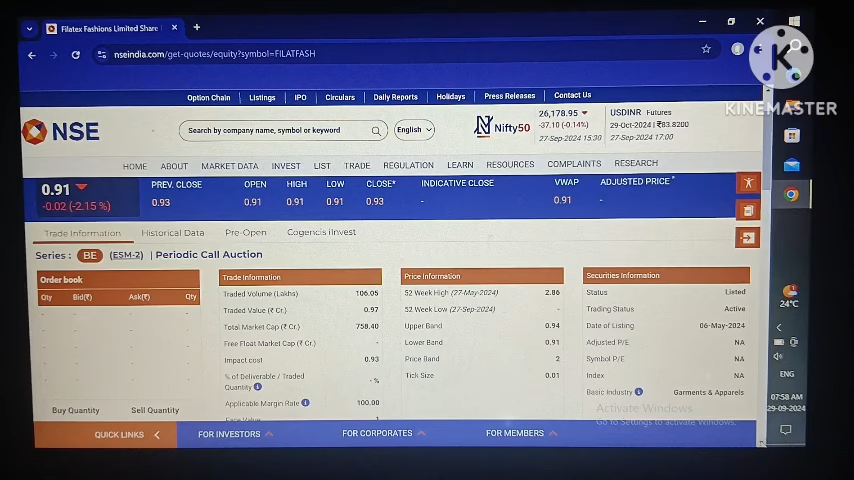 Filatex Fashions Limited Share
nseindia.com/get-quotes/equity?symbol=FILATFASH
KINEMASTER
Option Chain Listings IPO Circulars Daily Reports Holidays Press Releases Contact Us
NSE
Search by company name, symbol or keyword
English
Nifty50
26,178.95
-37.10 (-0.14%)
27-Sep-2024 15:30
USDINR Futures
29-Oct-2024 | ₹83.8200
27-Sep-2024 17:00
HOME ABOUT MARKET DATA INVEST LIST TRADE REGULATION LEARN RESOURCES COMPLAINTS RESEARCH
0.91
-0.02 (-2.15 %)
PREV. CLOSE OPEN HIGH LOW CLOSE* INDICATIVE CLOSE VWAP ADJUSTED PRICE *
0.93 0.91 0.91 0.91 0.93 - 0.91 -
Trade Information Historical Data Pre-Open Cogencis iInvest
Series : BE (ESM-2) | Periodic Call Auction
Order book
Qty Bid(₹) Ask(₹) Qty
Buy Quantity Sell Quantity
Trade Information
Traded Volume (Lakhs) 106.05
Traded Value (₹ Cr.) 0.97
Total Market Cap (₹ Cr.) 758.40
Free Float Market Cap (₹ Cr.) -
Impact cost 0.93
% of Deliverable / Traded
Quantity - %
Applicable Margin Rate 100.00
Face Value 1
Price Information
52 Week High (27-May-2024) 2.86
52 Week Low (27-Sep-2024) -
Upper Band 0.94
Lower Band 0.91
Price Band 2
Tick Size 0.01
Securities Information
Status Listed
Trading Status Active
Date of Listing 06-May-2024
Adjusted P/E NA
Symbol P/E NA
Index NA
Basic Industry Garments & Apparels
Activate Windows
Go to Settings to activate Windows.
QUICK LINKS FOR INVESTORS FOR CORPORATES FOR MEMBERS
24°C
ENG
07:58 AM
29-09-2024